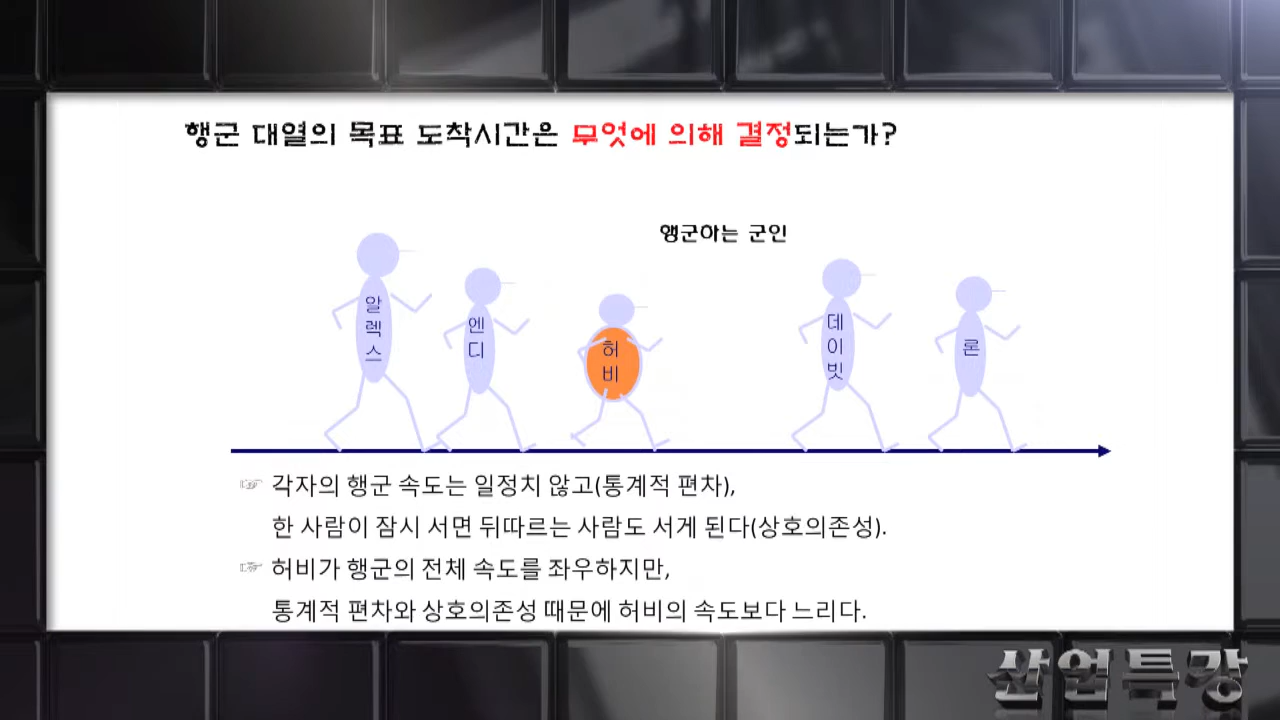 행군 대열의 목표 도착시간은 무엇에 의해 결정되는가?
행군하는 군인
알렉스
엔디
허비
데이빗
론
☞ 각자의 행군 속도는 일정치 않고(통계적 편차),
한 사람이 잠시 서면 뒤따르는 사람도 서게 된다(상호의존성).
☞ 허비가 행군의 전체 속도를 좌우하지만,
통계적 편차와 상호의존성 때문에 허비의 속도보다 느리다.
산업특강